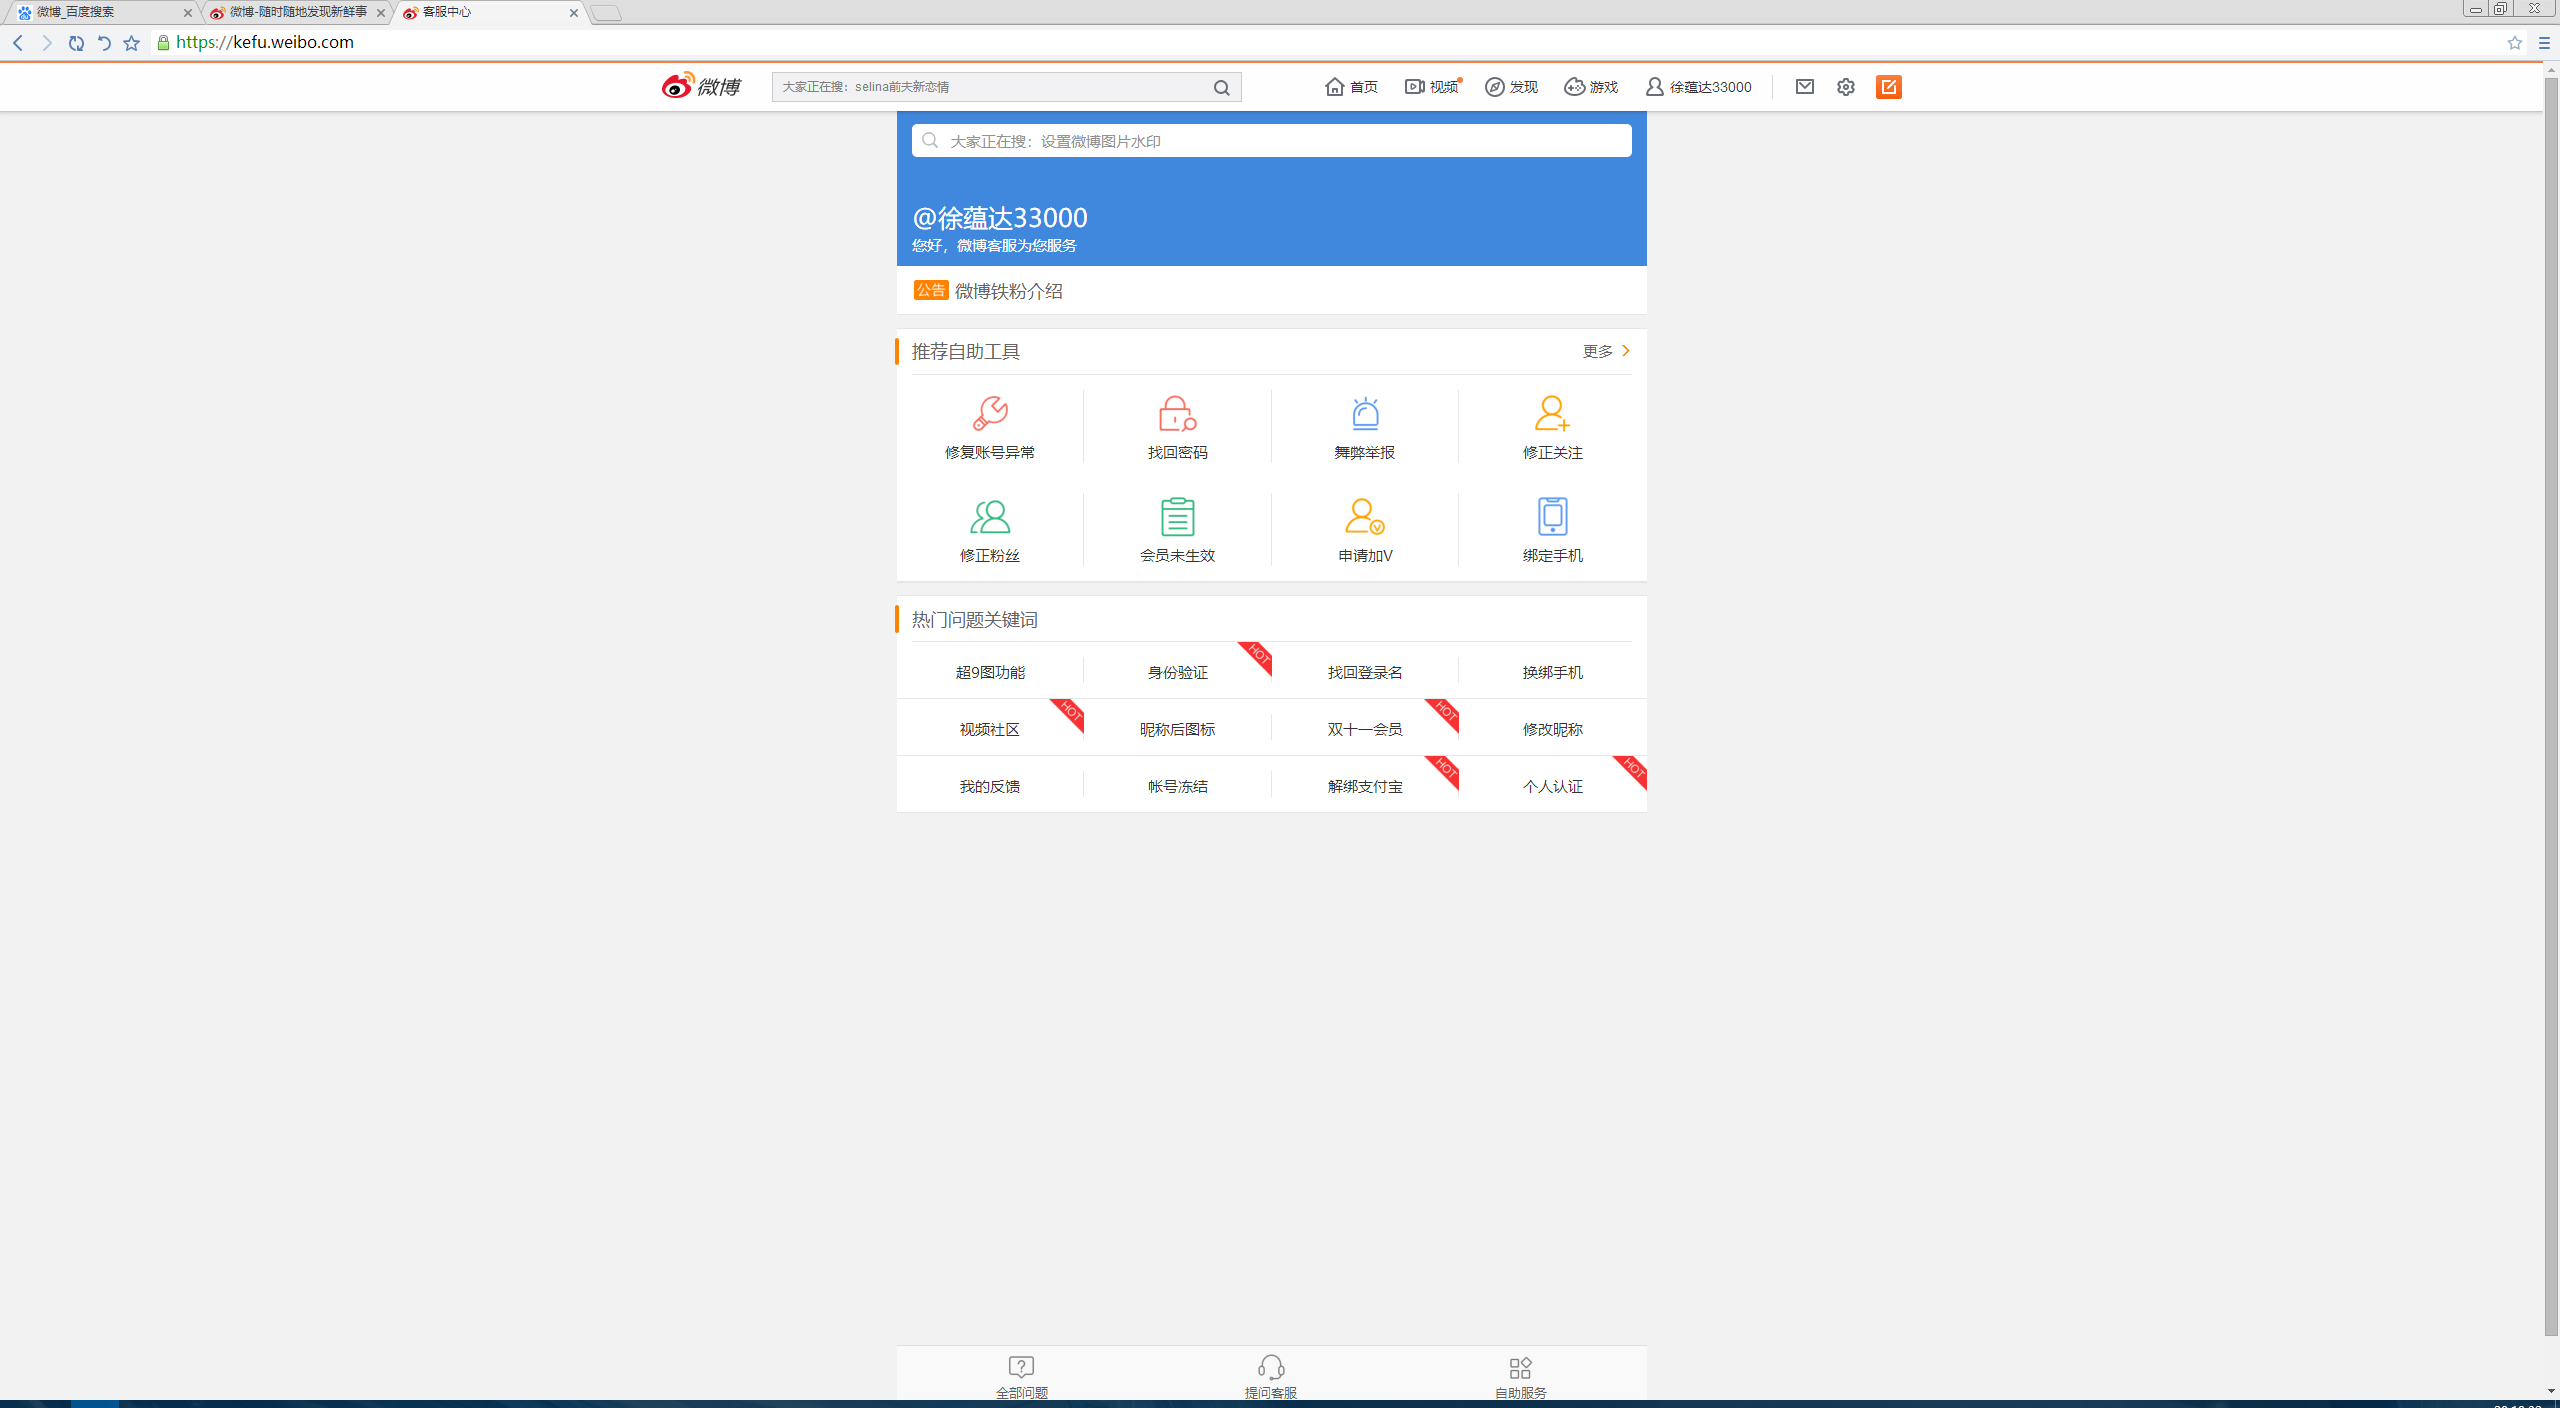 微博_百度搜索
微博-随时随地发现新鲜事
客服中心
https://kefu.weibo.com
微博
大家正在搜：selina前夫新恋情
首页
视频
发现
游戏
徐蕴达33000
大家正在搜：设置微博图片水印
@徐蕴达33000
您好，微博客服为您服务
公告 微博铁粉介绍
推荐自助工具
更多
修复账号异常
找回密码
舞弊举报
修正关注
修正粉丝
会员未生效
申请加V
绑定手机
热门问题关键词
超9图功能
身份验证
HOT
找回登录名
换绑手机
视频社区
HOT
昵称后图标
双十一会员
HOT
修改昵称
我的反馈
帐号冻结
解绑支付宝
HOT
个人认证
HOT
全部问题
提问客服
自助服务